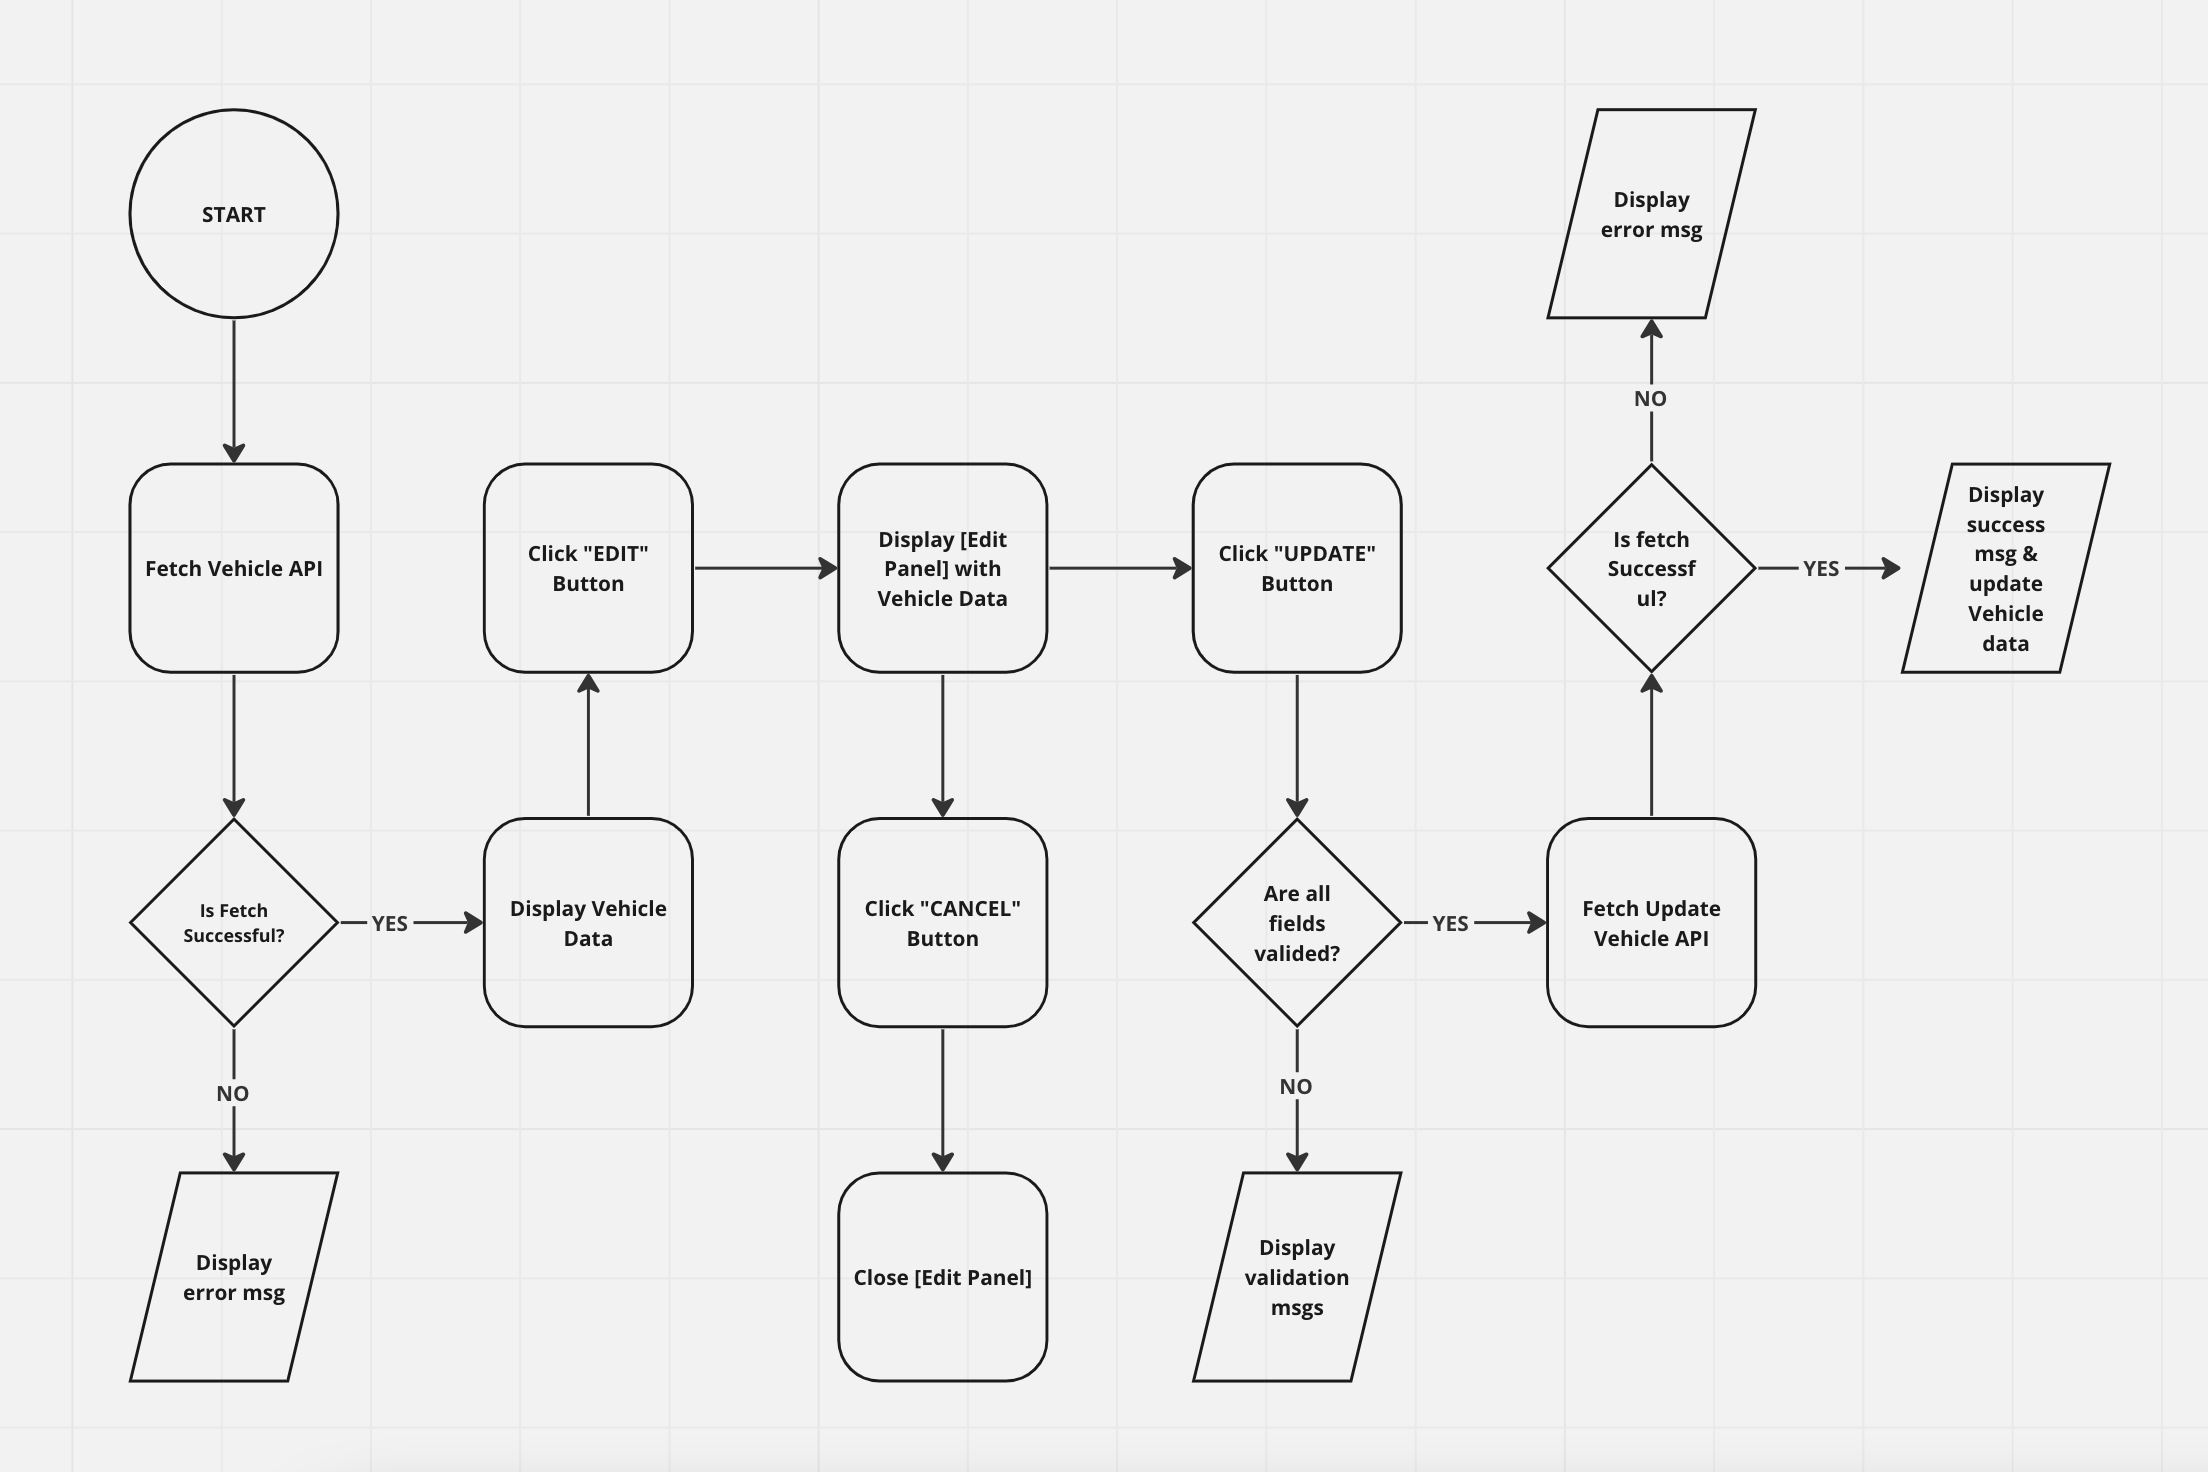 START
Display
error msg
NO
Fetch Vehicle API
Click "EDIT"
Button
Display [Edit
Panel] with
Vehicle Data
Click "UPDATE"
Button
Is fetch
Successf
ul?
YES
Display
success
msg &
update
Vehicle
data
Is Fetch
Successful?
YES
Display Vehicle
Data
Click "CANCEL"
Button
Are all
fields
valided?
YES
Fetch Update
Vehicle API
NO
NO
Display
error msg
Close [Edit Panel]
Display
validation
msgs